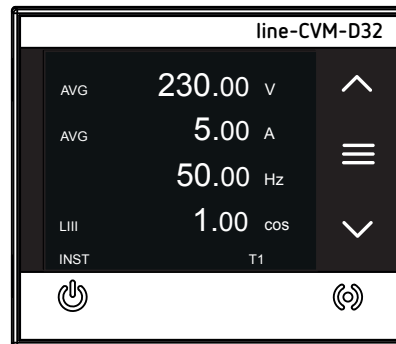 line-CVM-D32
AVG 230.00 V
AVG 5.00 A
50.00 Hz
LIII 1.00 cos
INST T1